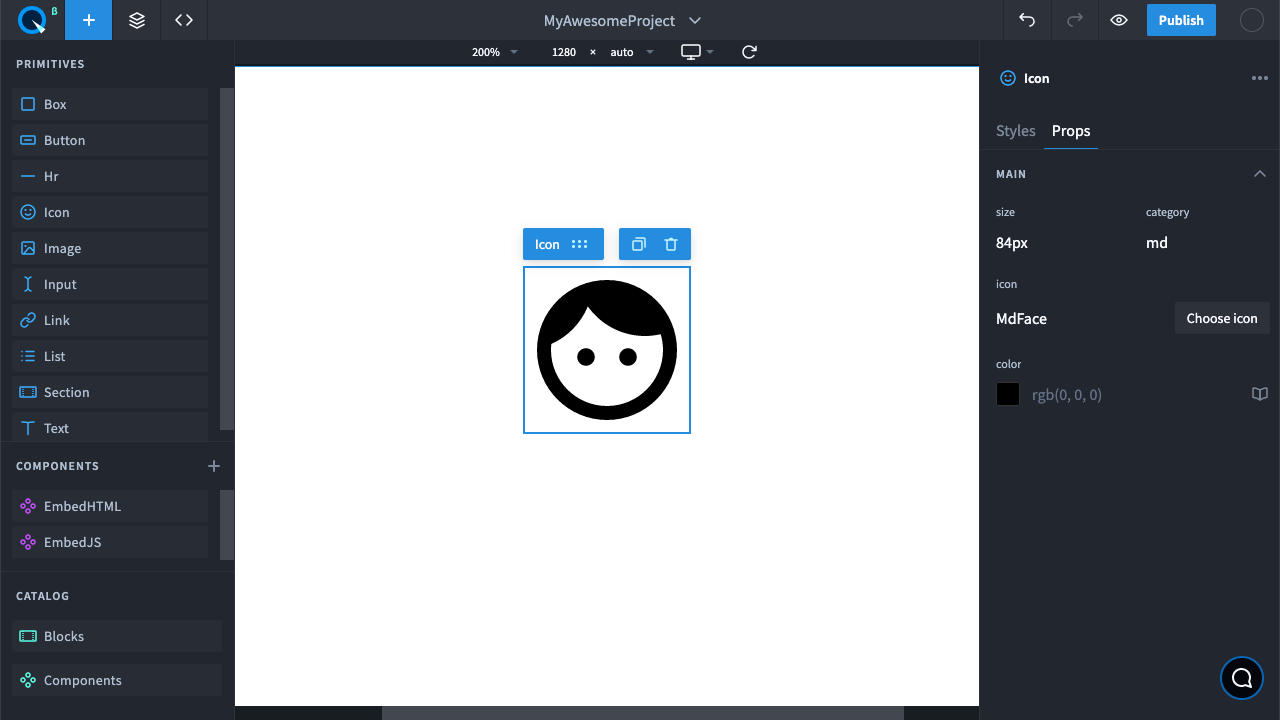 β
MyAwesomeProject
Publish
200%
1280 × auto
PRIMITIVES
Box
Button
Hr
Icon
Image
Input
Link
List
Section
Text
COMPONENTS
EmbedHTML
EmbedJS
CATALOG
Blocks
Components
Icon
Icon
Styles Props
MAIN
size category
84px md
icon
MdFace Choose icon
color
rgb(0, 0, 0)